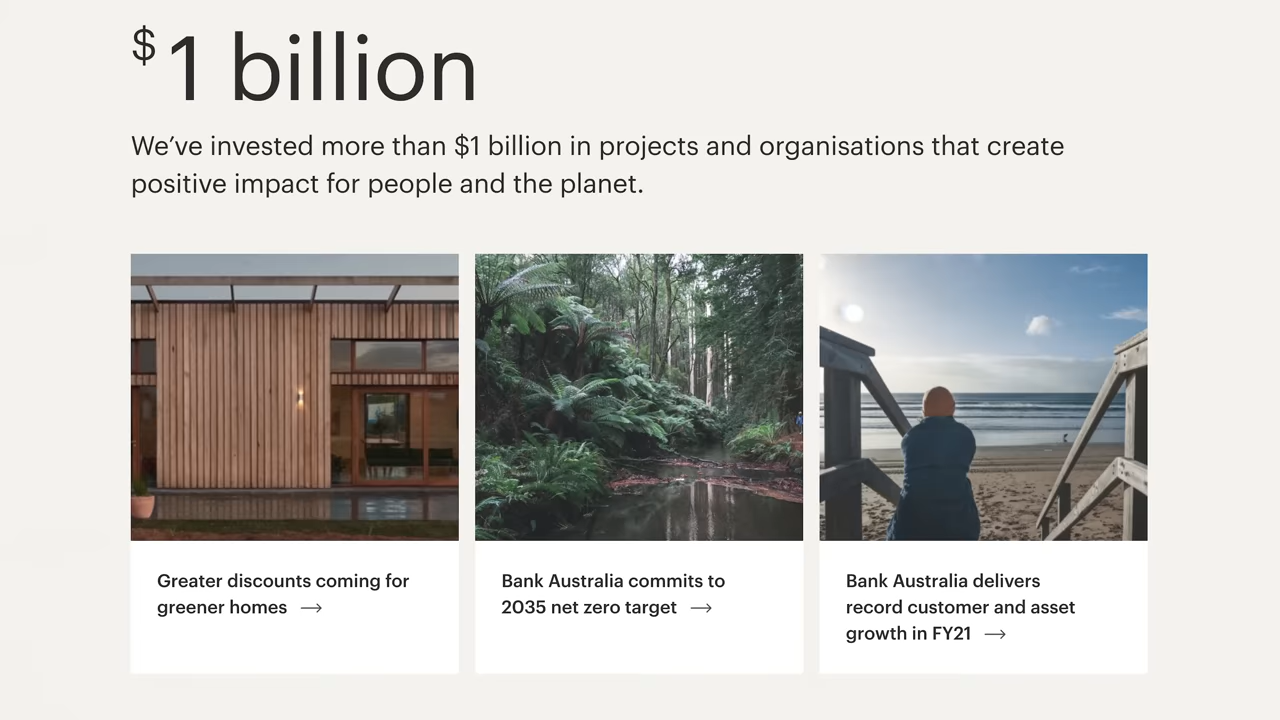 $1 billion
We’ve invested more than $1 billion in projects and organisations that create
positive impact for people and the planet.
Greater discounts coming for
greener homes →
Bank Australia commits to
2035 net zero target →
Bank Australia delivers
record customer and asset
growth in FY21 →